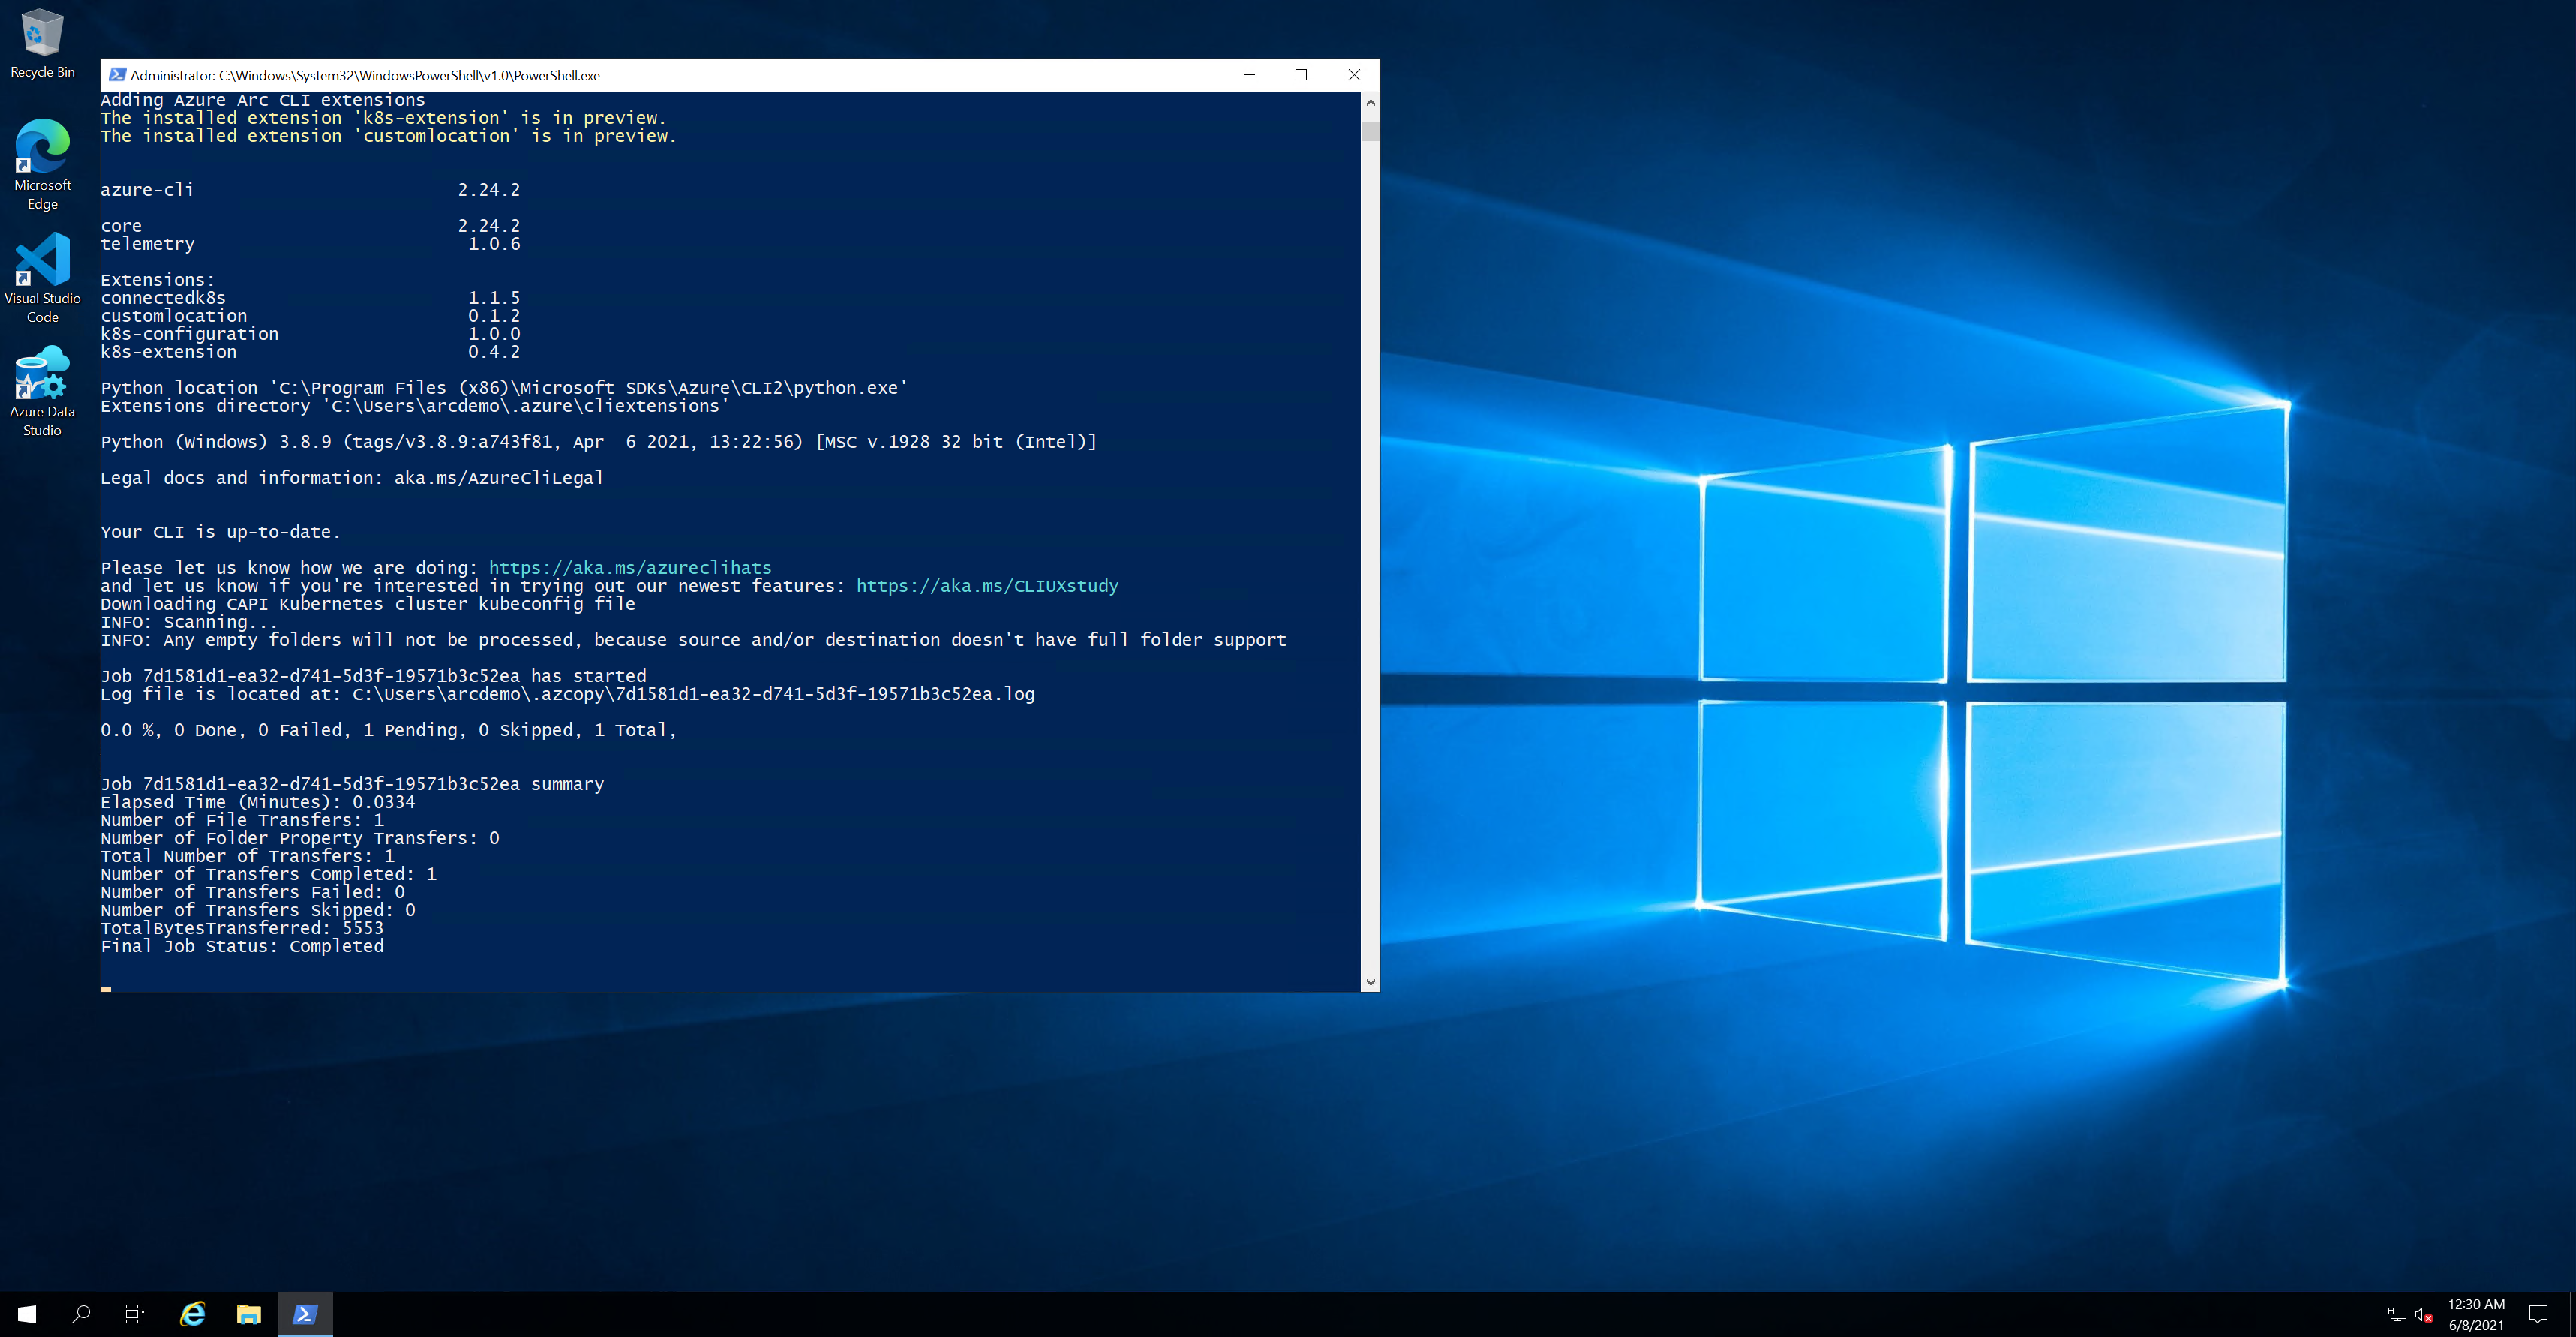 Recycle Bin
Microsoft
Edge
Visual Studio
Code
Azure Data
Studio
Administrator: C:\Windows\System32\WindowsPowerShell\v1.0\PowerShell.exe
Adding Azure Arc CLI extensions
The installed extension 'k8s-extension' is in preview.
The installed extension 'customlocation' is in preview.
azure-cli 2.24.2
core 2.24.2
telemetry 1.0.6
Extensions:
connectedk8s 1.1.5
customlocation 0.1.2
k8s-configuration 1.0.0
k8s-extension 0.4.2
Python location 'C:\Program Files (x86)\Microsoft SDKs\Azure\CLI2\python.exe'
Extensions directory 'C:\Users\arcdemo\.azure\cliextensions'
Python (Windows) 3.8.9 (tags/v3.8.9:a743f81, Apr  6 2021, 13:22:56) [MSC v.1928 32 bit (Intel)]
Legal docs and information: aka.ms/AzureCliLegal
Your CLI is up-to-date.
Please let us know how we are doing: https://aka.ms/azureclihats
and let us know if you're interested in trying out our newest features: https://aka.ms/CLIUXstudy
Downloading CAPI Kubernetes cluster kubeconfig file
INFO: Scanning...
INFO: Any empty folders will not be processed, because source and/or destination doesn't have full folder support
Job 7d1581d1-ea32-d741-5d3f-19571b3c52ea has started
Log file is located at: C:\Users\arcdemo\.azcopy\7d1581d1-ea32-d741-5d3f-19571b3c52ea.log
0.0 %, 0 Done, 0 Failed, 1 Pending, 0 Skipped, 1 Total,
Job 7d1581d1-ea32-d741-5d3f-19571b3c52ea summary
Elapsed Time (Minutes): 0.0334
Number of File Transfers: 1
Number of Folder Property Transfers: 0
Total Number of Transfers: 1
Number of Transfers Completed: 1
Number of Transfers Failed: 0
Number of Transfers Skipped: 0
TotalBytesTransferred: 5553
Final Job Status: Completed
12:30 AM
6/8/2021